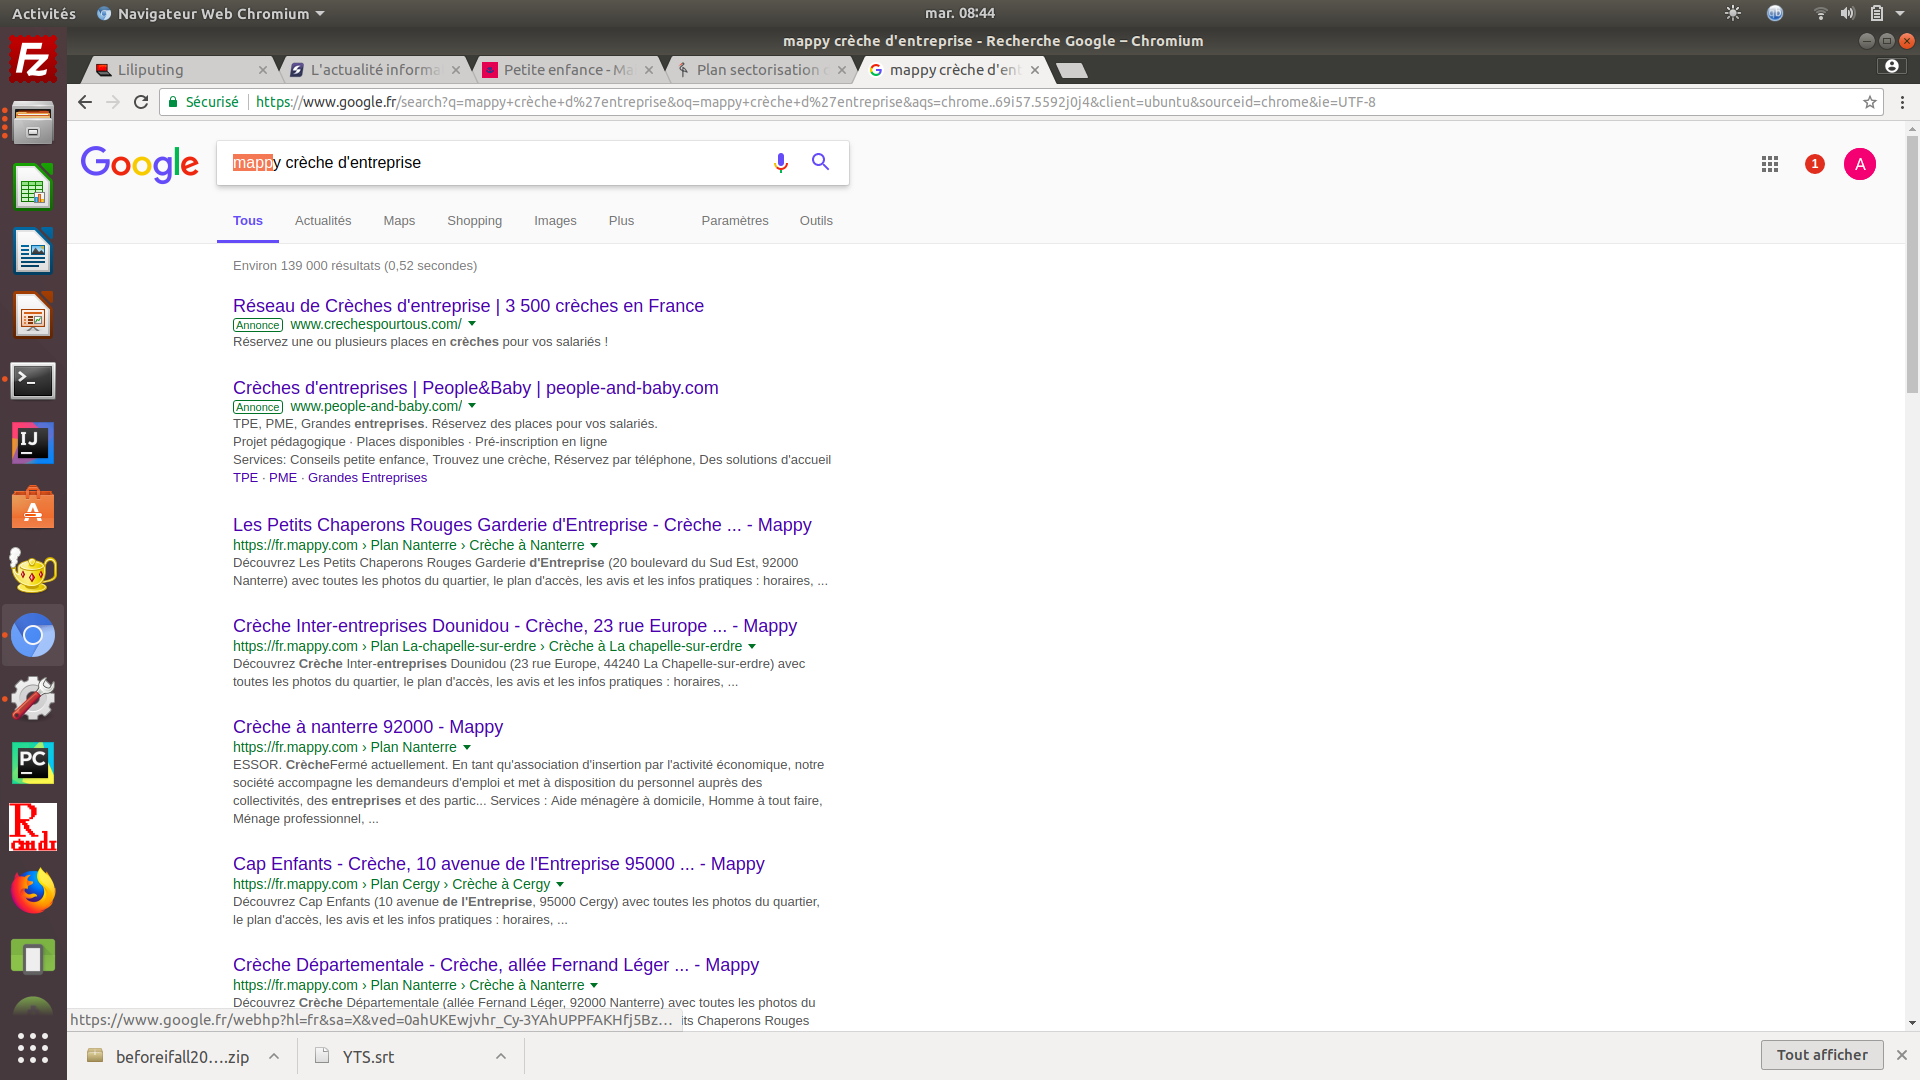 Activités
Navigateur Web Chromium
mar. 08:44
mappy crèche d'entreprise - Recherche Google – Chromium
Liliputing
L'actualité informa
Petite enfance - Ma
Plan sectorisation
mappy crèche d'ent
Sécurisé
https://www.google.fr/search?q=mappy+crèche+d%27entreprise&oq=mappy+crèche+d%27entreprise&aqs=chrome..69i57.5592j0j4&client=ubuntu&sourceid=chrome&ie=UTF-8
Google
mappy crèche d'entreprise
1
A
Tous
Actualités
Maps
Shopping
Images
Plus
Paramètres
Outils
Environ 139 000 résultats (0,52 secondes)
Réseau de Crèches d'entreprise | 3 500 crèches en France
Annonce www.crechespourtous.com/
Réservez une ou plusieurs places en crèches pour vos salariés !
Crèches d'entreprises | People&Baby | people-and-baby.com
Annonce www.people-and-baby.com/
TPE, PME, Grandes entreprises. Réservez des places pour vos salariés.
Projet pédagogique · Places disponibles · Pré-inscription en ligne
Services: Conseils petite enfance, Trouvez une crèche, Réservez par téléphone, Des solutions d'accueil
TPE · PME · Grandes Entreprises
Les Petits Chaperons Rouges Garderie d'Entreprise - Crèche ... - Mappy
https://fr.mappy.com › Plan Nanterre › Crèche à Nanterre
Découvrez Les Petits Chaperons Rouges Garderie d'Entreprise (20 boulevard du Sud Est, 92000
Nanterre) avec toutes les photos du quartier, le plan d'accès, les avis et les infos pratiques : horaires, ...
Crèche Inter-entreprises Dounidou - Crèche, 23 rue Europe ... - Mappy
https://fr.mappy.com › Plan La-chapelle-sur-erdre › Crèche à La chapelle-sur-erdre
Découvrez Crèche Inter-entreprises Dounidou (23 rue Europe, 44240 La Chapelle-sur-erdre) avec
toutes les photos du quartier, le plan d'accès, les avis et les infos pratiques : horaires, ...
Crèche à nanterre 92000 - Mappy
https://fr.mappy.com › Plan Nanterre
ESSOR. CrècheFermé actuellement. En tant qu'association d'insertion par l'activité économique, notre
société accompagne les demandeurs d'emploi et met à disposition du personnel auprès des
collectivités, des entreprises et des partic... Services : Aide ménagère à domicile, Homme à tout faire,
Ménage professionnel, ...
Cap Enfants - Crèche, 10 avenue de l'Entreprise 95000 ... - Mappy
https://fr.mappy.com › Plan Cergy › Crèche à Cergy
Découvrez Cap Enfants (10 avenue de l'Entreprise, 95000 Cergy) avec toutes les photos du quartier,
le plan d'accès, les avis et les infos pratiques : horaires, ...
Crèche Départementale - Crèche, allée Fernand Léger ... - Mappy
https://fr.mappy.com › Plan Nanterre › Crèche à Nanterre
Découvrez Crèche Départementale (allée Fernand Léger, 92000 Nanterre) avec toutes les photos du
https://www.google.fr/webhp?hl=fr&sa=X&ved=0ahUKEwjvhr_Cy-3YAhUPPFAKHfj5Bz...
its Chaperons Rouges
beforeifall20....zip
YTS.srt
Tout afficher
Fz
IJ
A
PC
R
cmdr